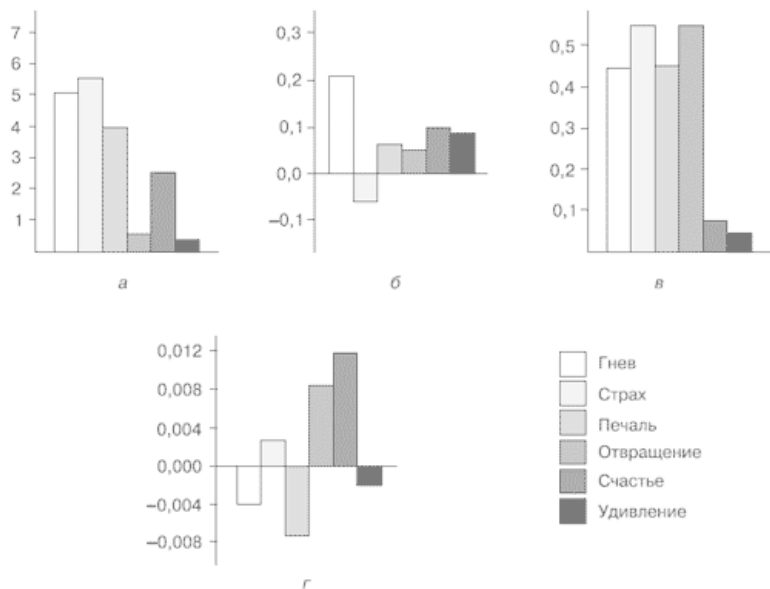 7
6
5
4
3
2
1
а
0,3
0,2
0,1
0,0
–0,1
б
0,5
0,4
0,3
0,2
0,1
в
0,012
0,008
0,004
0,000
–0,004
–0,008
г
Гнев
Страх
Печаль
Отвращение
Счастье
Удивление